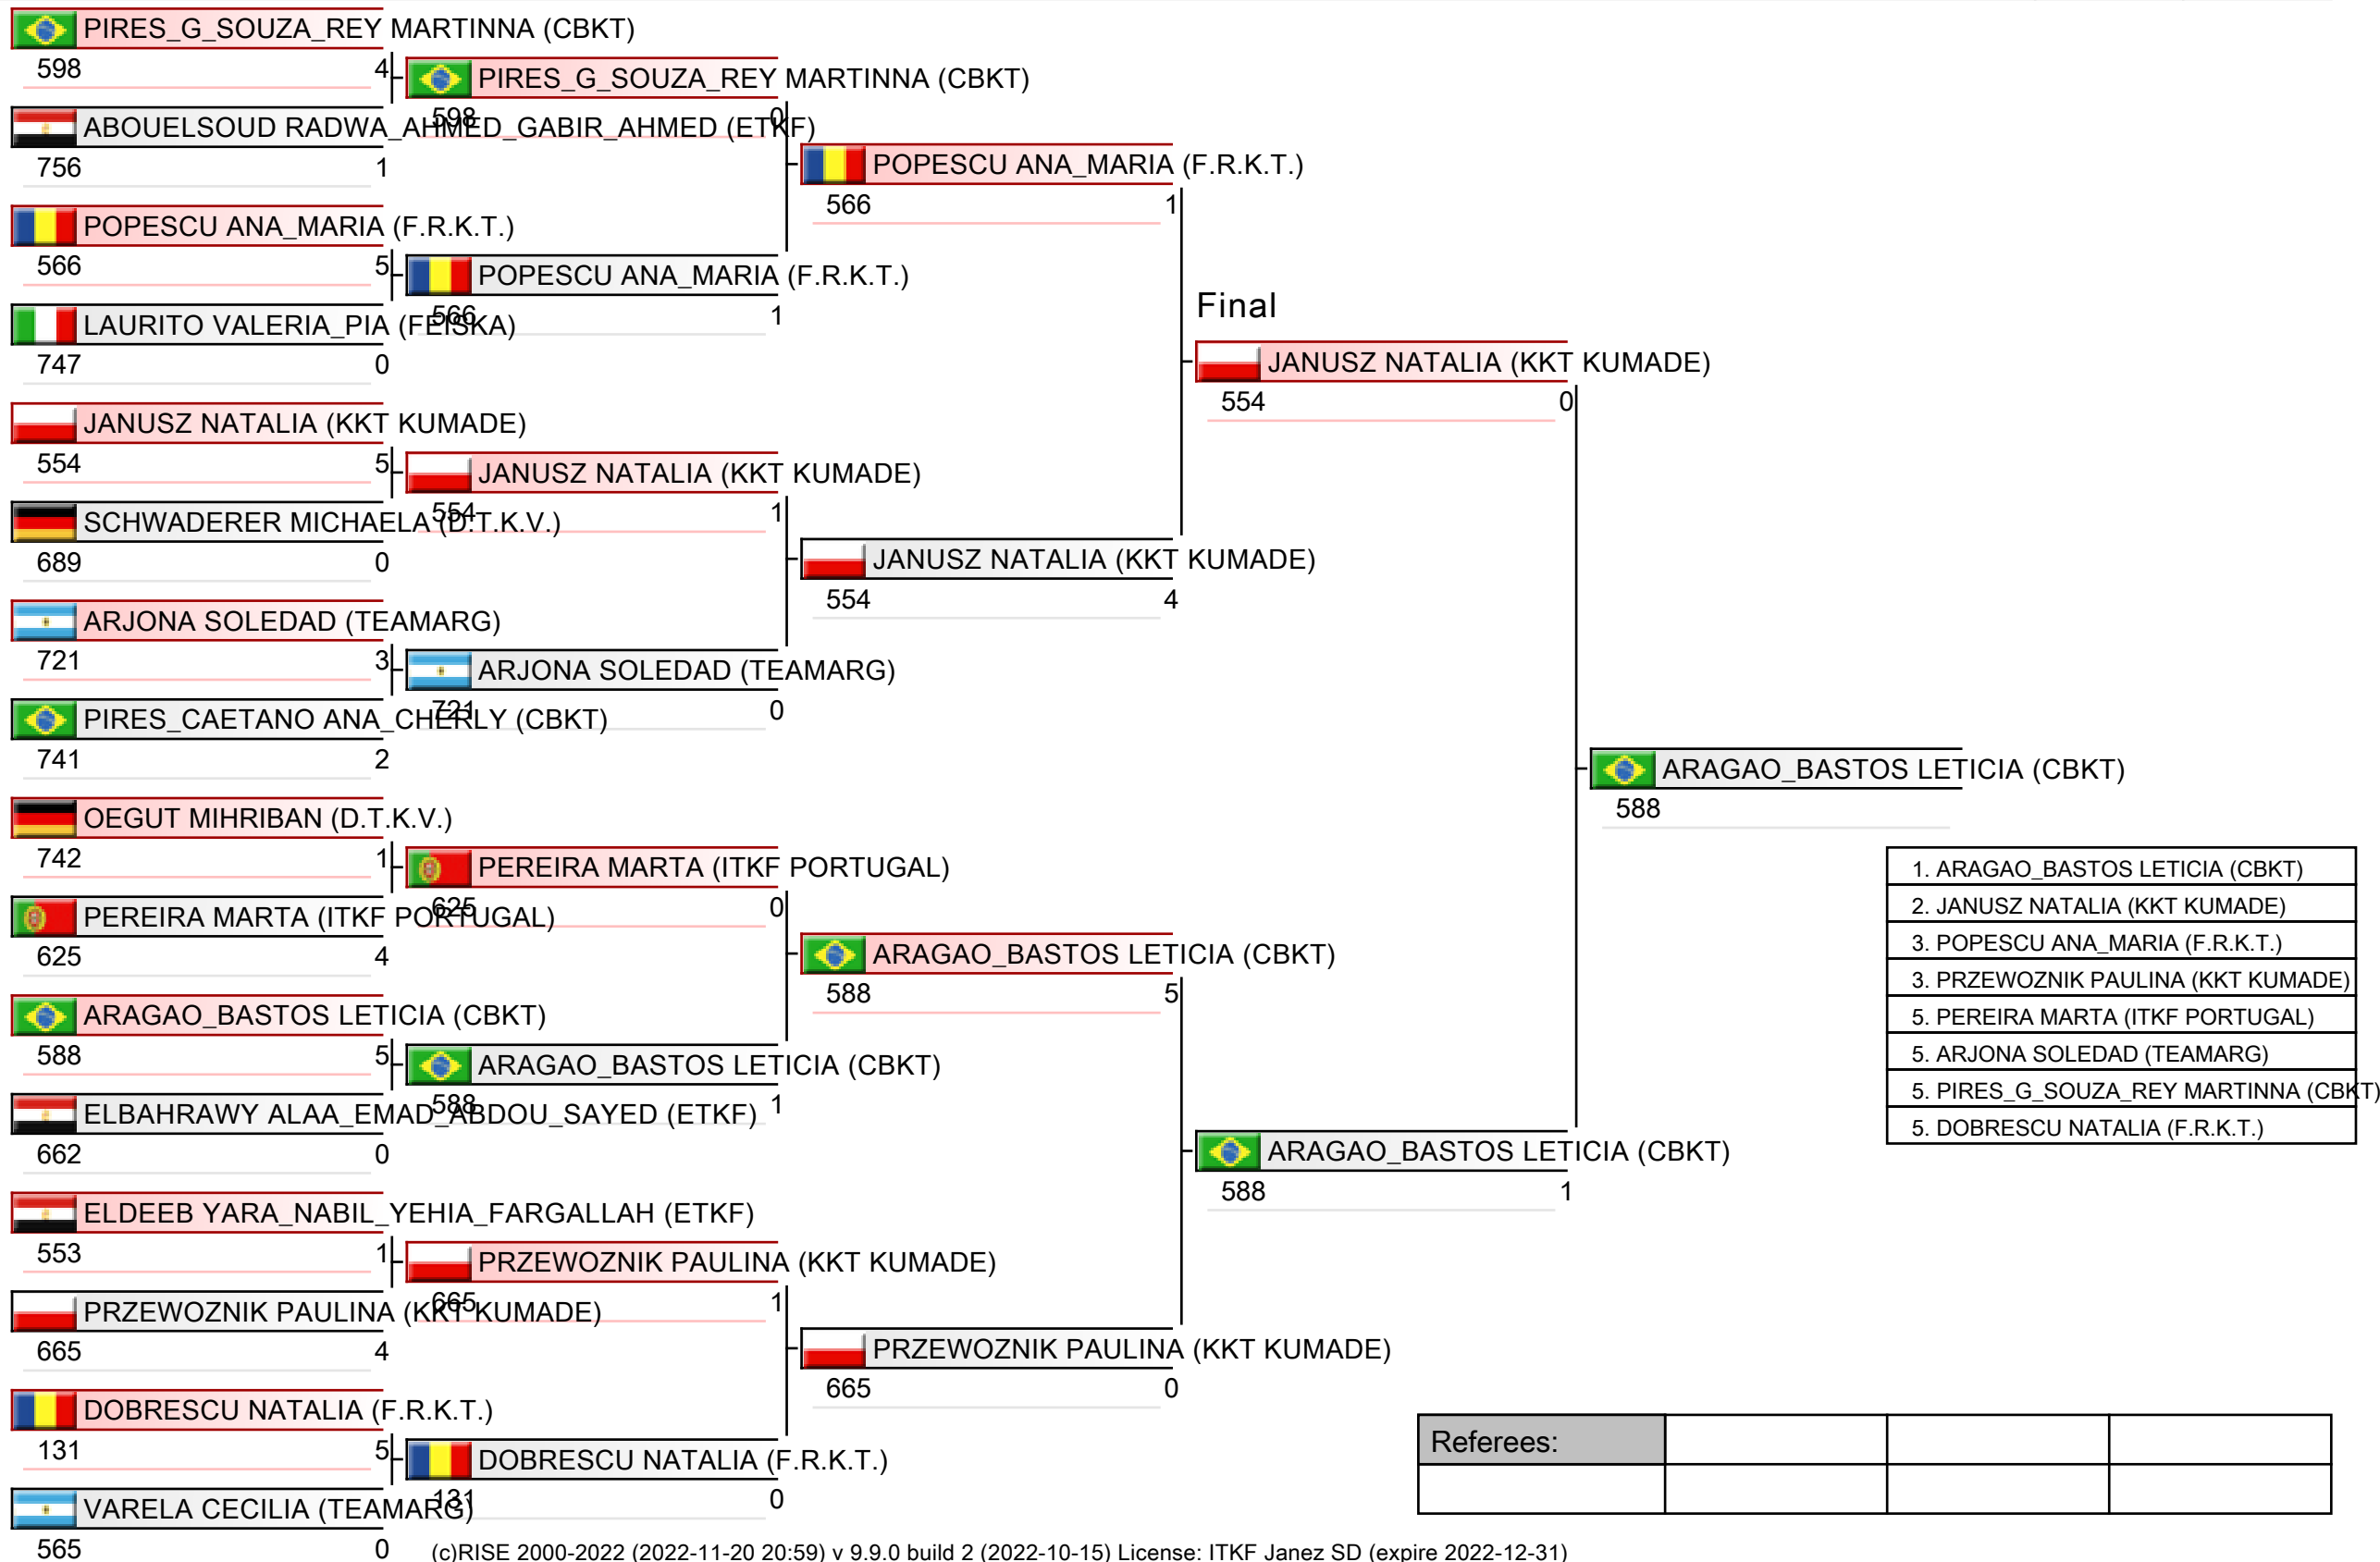 PIRES_G_SOUZA_REY MARTINNA (CBKT)
598 4
ABOUELSOUD RADWA_AHMED_GABIR_AHMED (ETKF)
756 1
POPESCU ANA_MARIA (F.R.K.T.)
566 5
LAURITO VALERIA_PIA (FEISKA)
747 0
JANUSZ NATALIA (KKT KUMADE)
554 5
SCHWADERER MICHAELA (D.T.K.V.)
689 0
ARJONA SOLEDAD (TEAMARG)
721 3
PIRES_CAETANO ANA_CHERLY (CBKT)
741 2
OEGUT MIHRIBAN (D.T.K.V.)
742 1
PEREIRA MARTA (ITKF PORTUGAL)
625 4
ARAGAO_BASTOS LETICIA (CBKT)
588 5
ELBAHRAWY ALAA_EMAD_ABDOU_SAYED (ETKF)
662 0
ELDEEB YARA_NABIL_YEHIA_FARGALLAH (ETKF)
553 1
PRZEWOZNIK PAULINA (KKT KUMADE)
665 4
DOBRESCU NATALIA (F.R.K.T.)
131 5
VARELA CECILIA (TEAMARG)
565 0
PIRES_G_SOUZA_REY MARTINNA (CBKT)
598 0
POPESCU ANA_MARIA (F.R.K.T.)
566 1
JANUSZ NATALIA (KKT KUMADE)
554 1
ARJONA SOLEDAD (TEAMARG)
721 0
PEREIRA MARTA (ITKF PORTUGAL)
625 0
ARAGAO_BASTOS LETICIA (CBKT)
588 1
PRZEWOZNIK PAULINA (KKT KUMADE)
665 1
DOBRESCU NATALIA (F.R.K.T.)
131 0
POPESCU ANA_MARIA (F.R.K.T.)
566 1
JANUSZ NATALIA (KKT KUMADE)
554 4
ARAGAO_BASTOS LETICIA (CBKT)
588 5
PRZEWOZNIK PAULINA (KKT KUMADE)
665 0
Final
JANUSZ NATALIA (KKT KUMADE)
554 0
ARAGAO_BASTOS LETICIA (CBKT)
588 1
ARAGAO_BASTOS LETICIA (CBKT)
588
1. ARAGAO_BASTOS LETICIA (CBKT)
2. JANUSZ NATALIA (KKT KUMADE)
3. POPESCU ANA_MARIA (F.R.K.T.)
3. PRZEWOZNIK PAULINA (KKT KUMADE)
5. PEREIRA MARTA (ITKF PORTUGAL)
5. ARJONA SOLEDAD (TEAMARG)
5. PIRES_G_SOUZA_REY MARTINNA (CBKT)
5. DOBRESCU NATALIA (F.R.K.T.)
Referees:
(c)RISE 2000-2022 (2022-11-20 20:59) v 9.9.0 build 2 (2022-10-15) License: ITKF Janez SD (expire 2022-12-31)